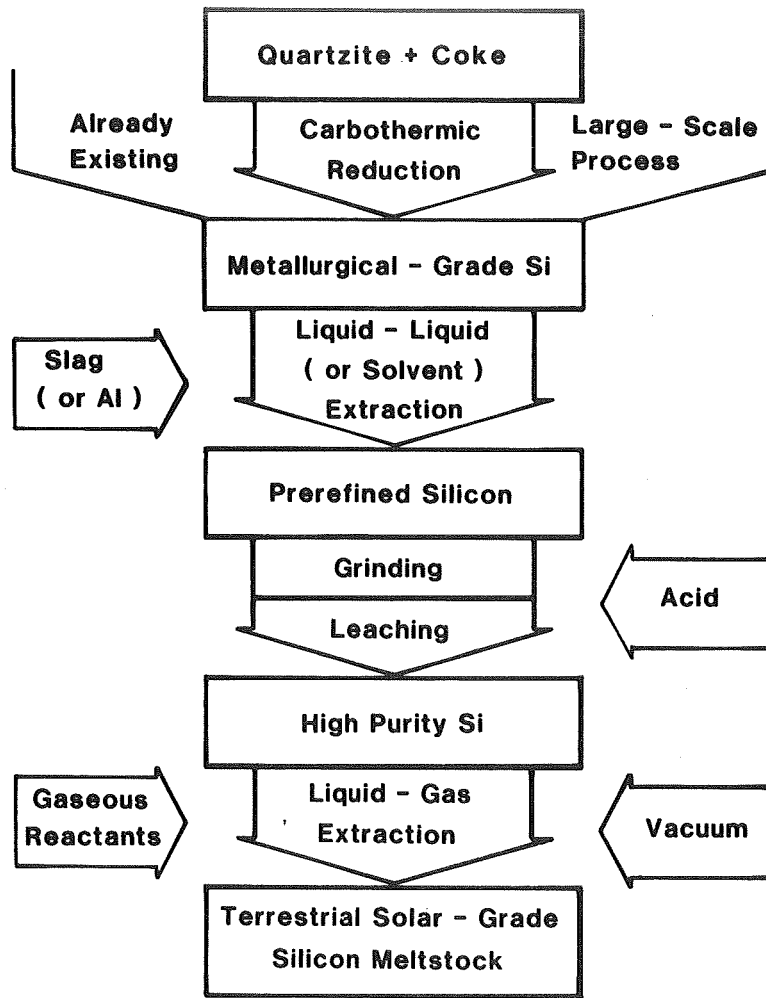 Quartzite + Coke
Already
Existing
Carbothermic
Reduction
Large - Scale
Process
Metallurgical - Grade Si
Slag
( or Al )
Liquid - Liquid
( or Solvent )
Extraction
Prerefined Silicon
Grinding
Leaching
Acid
High Purity Si
Gaseous
Reactants
Liquid - Gas
Extraction
Vacuum
Terrestrial Solar - Grade
Silicon Meltstock